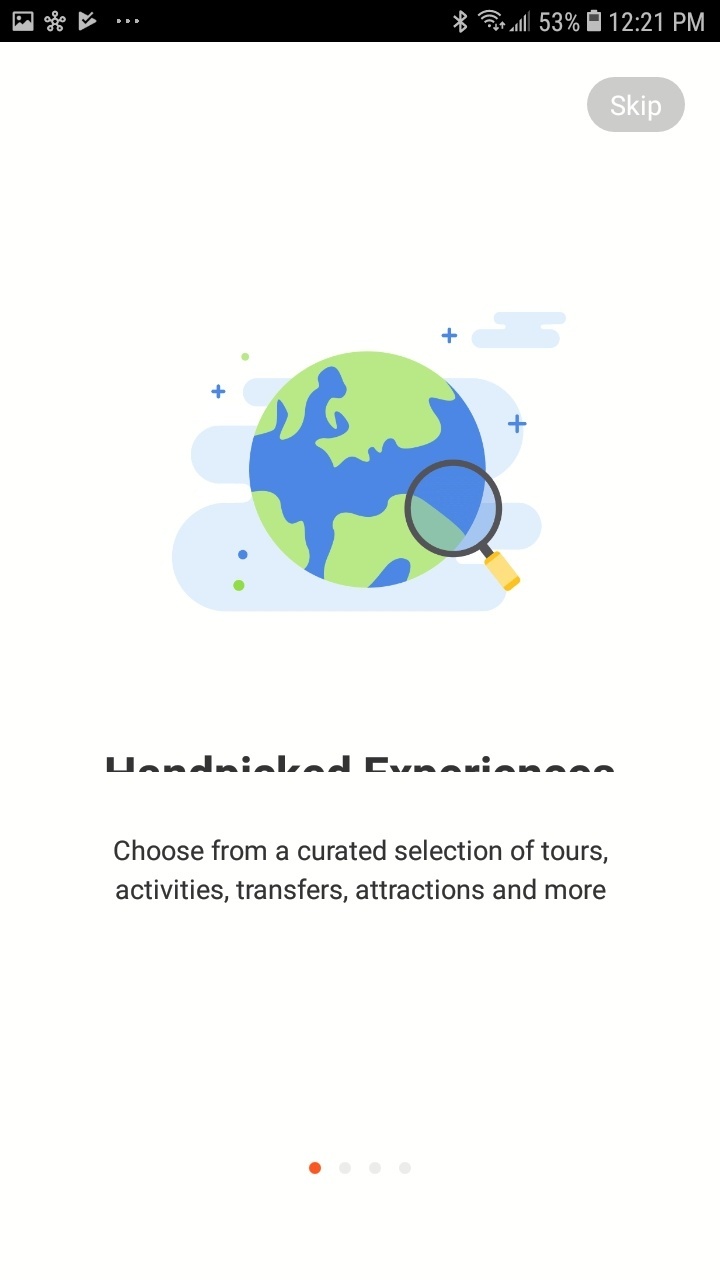 53% 12:21 PM
Skip
Handpicked Experiences
Choose from a curated selection of tours,
activities, transfers, attractions and more